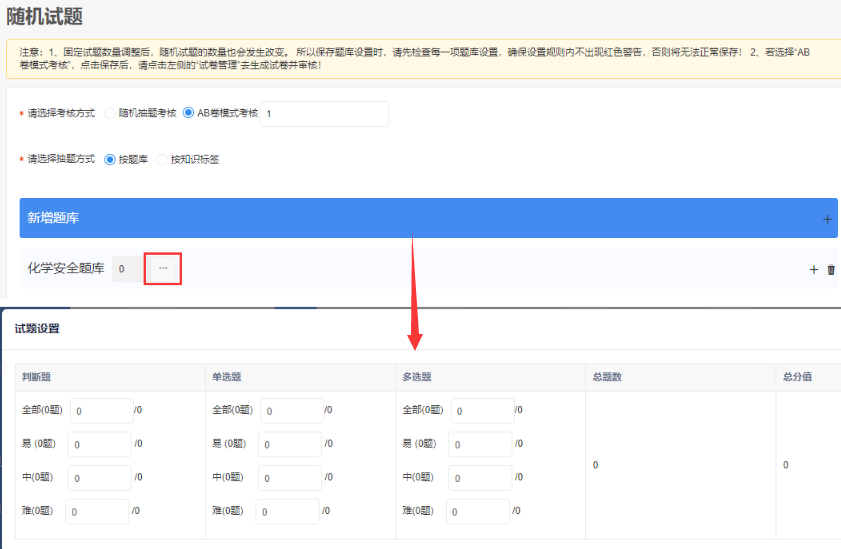 随机试题
注意：1、固定试题数量调整后，随机试题的数量也会发生改变。 所以保存题库设置时，请先检查每一项题库设置，确保设置规则内不出现红色警告，否则将无法正常保存！ 2、若选择“AB
卷模式考核”，点击保存后，请点击左侧的“试卷管理”去生成试卷并审核！
* 请选择考核方式 随机抽题考核 AB卷模式考核 1
* 请选择抽题方式 按题库 按知识标签
新增题库 +
化学安全题库 0 ··· +
试题设置
判断题 单选题 多选题 总题数 总分值
全部(0题) 0 /0 全部(0题) 0 /0 全部(0题) 0 /0
易 (0题) 0 /0 易 (0题) 0 /0 易 (0题) 0 /0
0 0
中(0题) 0 /0 中(0题) 0 /0 中(0题) 0 /0
难(0题) 0 /0 难(0题) 0 /0 难(0题) 0 /0